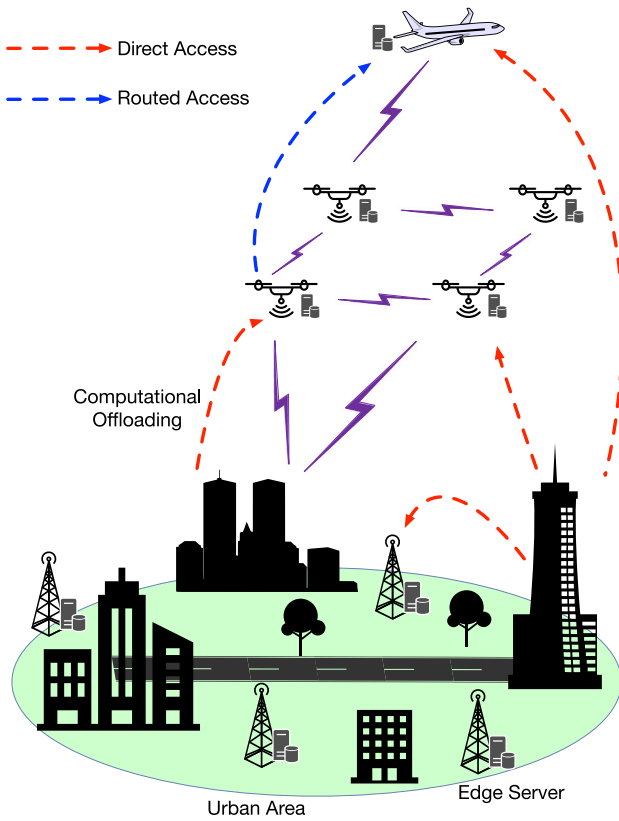 Direct Access
Routed Access
Computational
Offloading
Edge Server
Urban Area